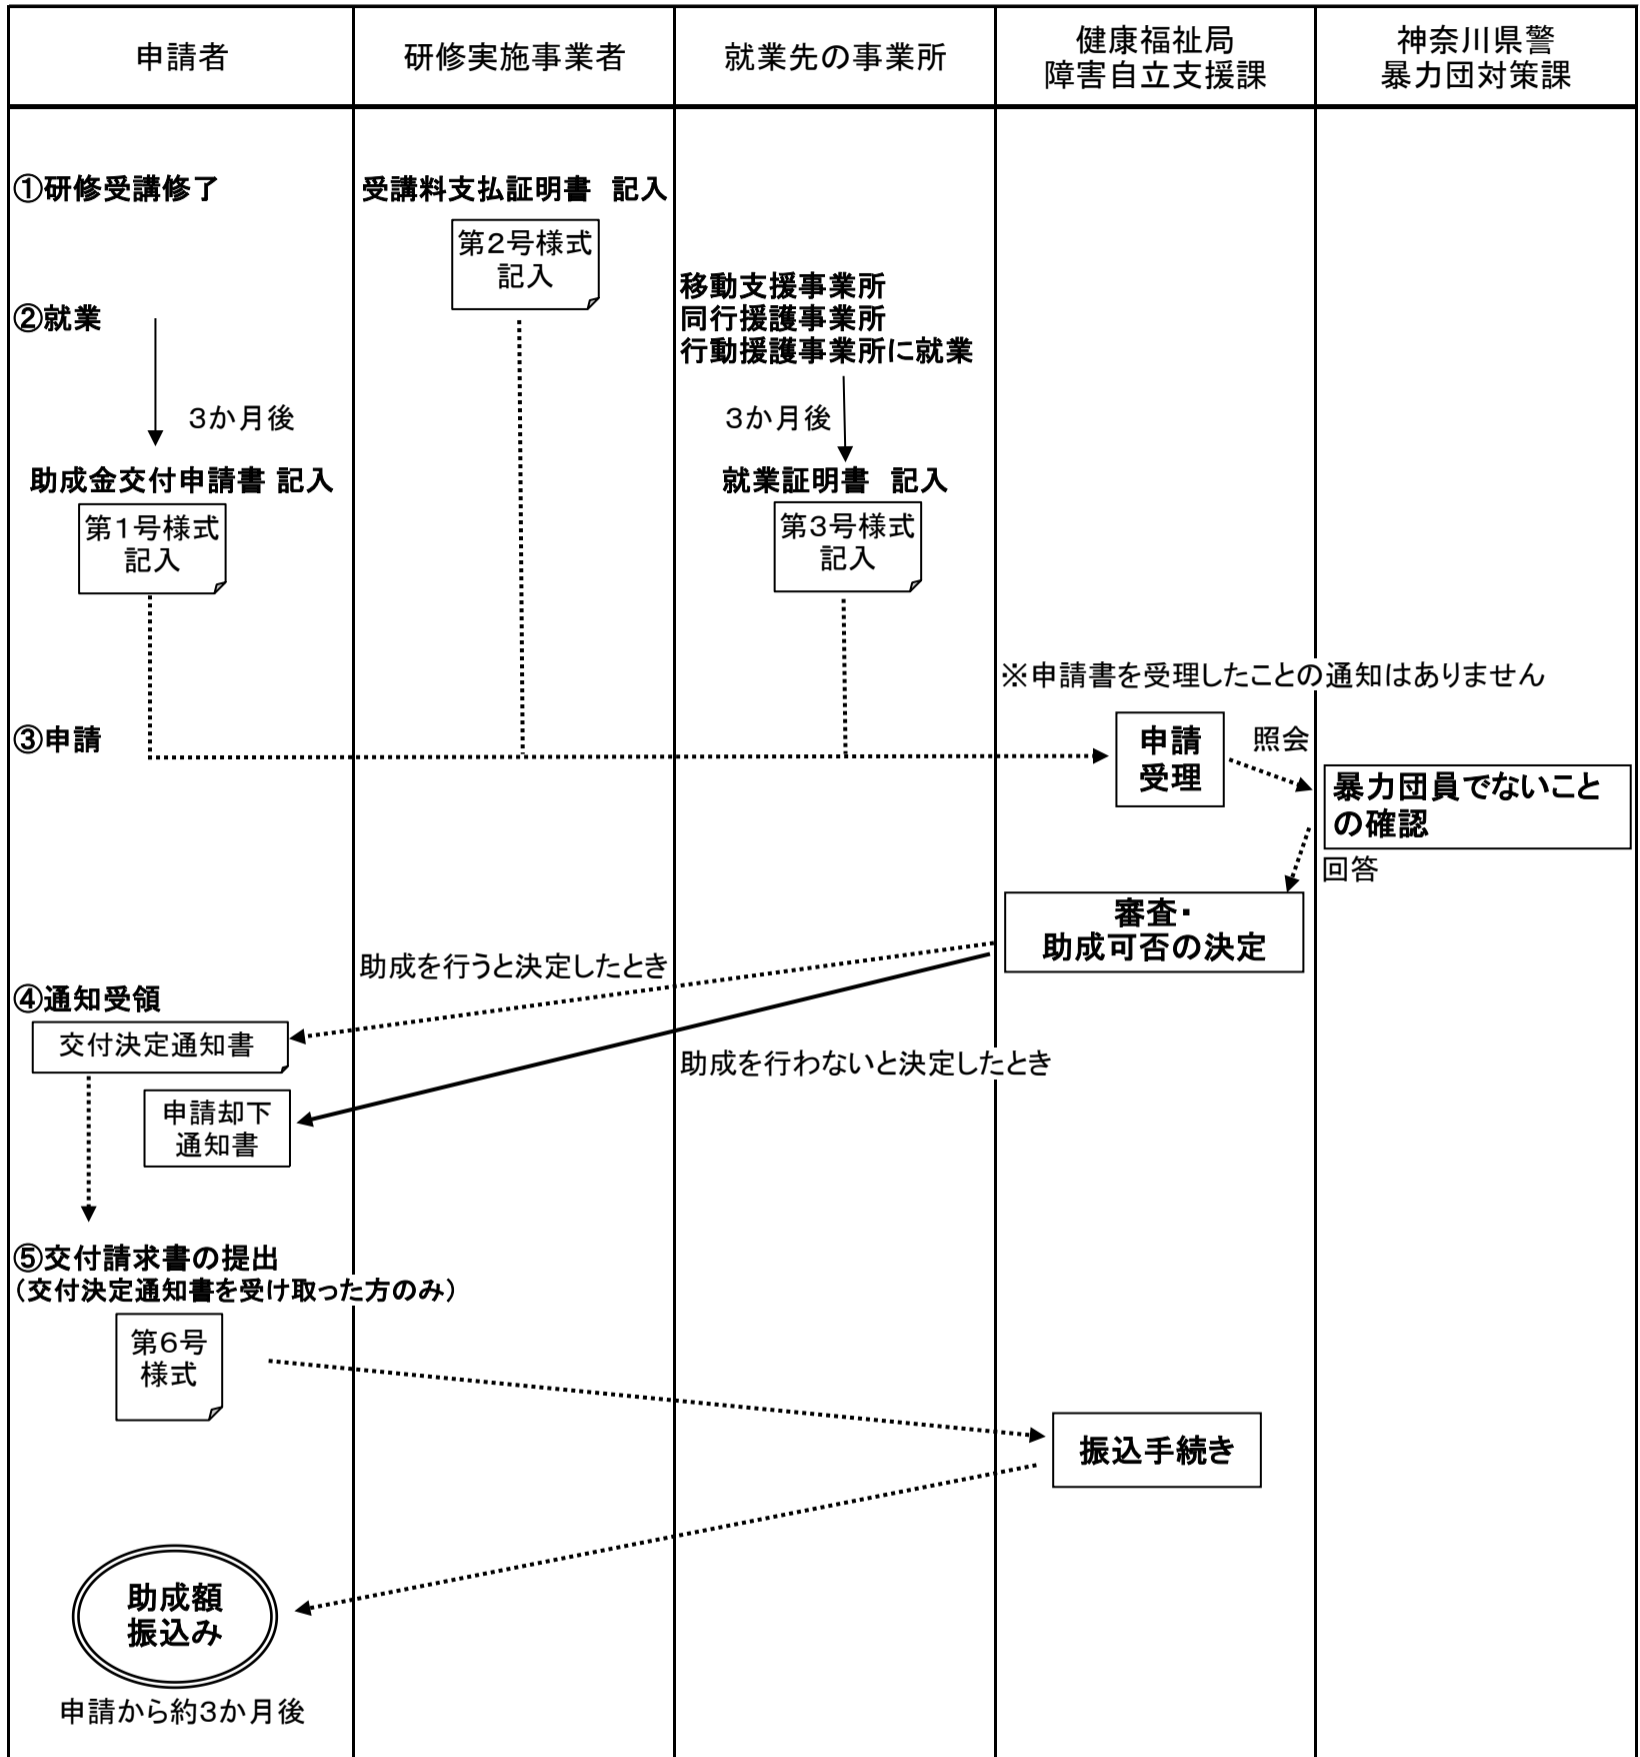 申請者
研修実施事業者
就業先の事業所
健康福祉局
障害自立支援課
神奈川県警
暴力団対策課
①研修受講修了
受講料支払証明書　記入
第2号様式
記入
移動支援事業所
同行援護事業所
行動援護事業所に就業
②就業
3か月後
3か月後
助成金交付申請書 記入
第1号様式
記入
就業証明書　記入
第3号様式
記入
※申請書を受理したことの通知はありません
③申請
申請
受理
照会
暴力団員でないこと
の確認
回答
審査・
助成可否の決定
助成を行うと決定したとき
④通知受領
交付決定通知書
助成を行わないと決定したとき
申請却下
通知書
⑤交付請求書の提出
（交付決定通知書を受け取った方のみ）
第6号
様式
振込手続き
助成額
振込み
申請から約3か月後